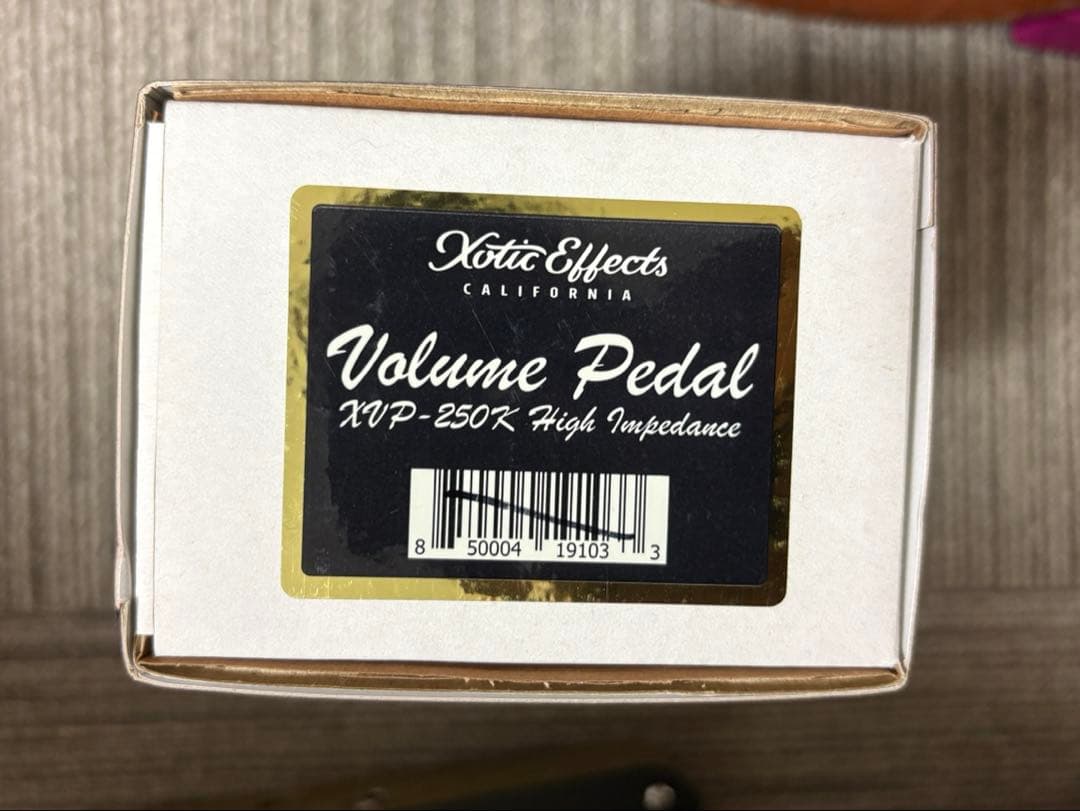 Xotic Effects
CALIFORNIA
Volume Pedal
XVP-250K High Impedance
8 50004 19103 3